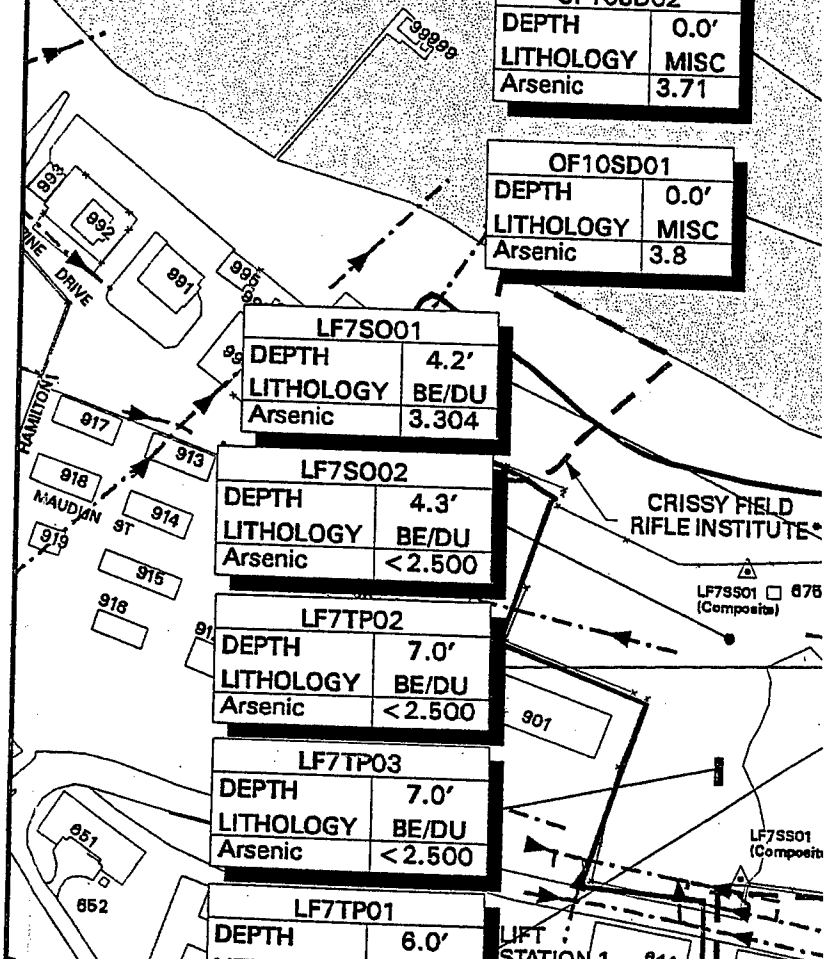 DEPTH 0.0'
LITHOLOGY MISC
Arsenic 3.71
99999
OF10SD01
DEPTH 0.0'
LITHOLOGY MISC
Arsenic 3.8
993
992
991
995
DRIVE
LF7SO01
DEPTH 4.2'
LITHOLOGY BE/DU
Arsenic 3.304
HAMILTON
917
913
918
MAUDLIN ST
914
919
915
916
LF7SO02
DEPTH 4.3'
LITHOLOGY BE/DU
Arsenic <2.500
CRISSY FIELD
RIFLE INSTITUTE
LF7SS01
(Composite)
LF7TP02
DEPTH 7.0'
LITHOLOGY BE/DU
Arsenic <2.500
901
LF7TP03
DEPTH 7.0'
LITHOLOGY BE/DU
Arsenic <2.500
651
652
LF7SS01
LF7TP01
DEPTH 6.0'
LIFT
STATION 1